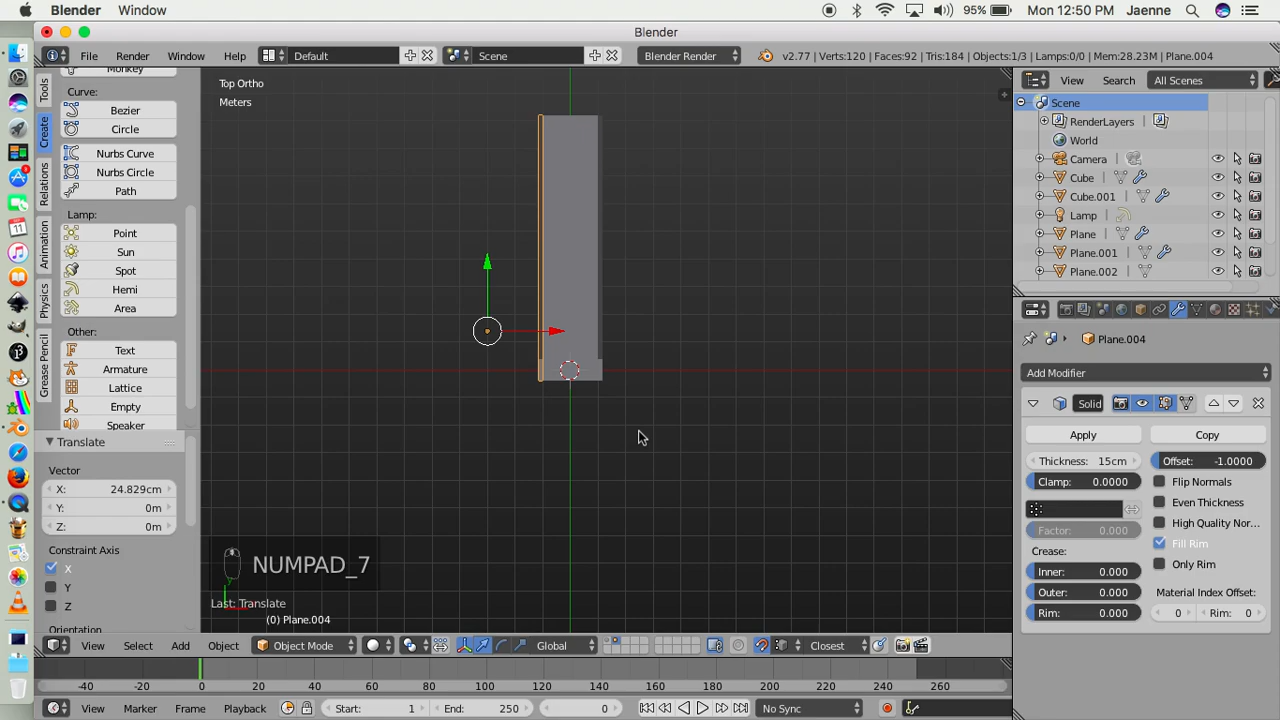 Blender Window 95% Mon 12:50 PM Jaenne
Blender
File Render Window Help Default Scene Blender Render v2.77 | Verts:120 | Faces:92 | Tris:184 | Objects:1/3 | Lamps:0/0 | Mem:28.23M | Plane.004
Tools
Create
Relations
Animation
Physics
Grease Pencil
Monkey
Curve:
Bezier
Circle
Nurbs Curve
Nurbs Circle
Path
Lamp:
Point
Sun
Spot
Hemi
Area
Other:
Text
Armature
Lattice
Empty
Speaker
Translate
Vector
X: 24.829cm
Y: 0m
Z: 0m
Constraint Axis
X
Y
Z
Orientation
Top Ortho
Meters
NUMPAD_7
Last: Translate
(0) Plane.004
View Select Add Object Object Mode Global Closest
-40 -20 0 20 40 60 80 100 120 140 160 180 200 220 240 260
View Marker Frame Playback Start: 1 End: 250 0 No Sync
View Search All Scenes
Scene
RenderLayers
World
Camera
Cube
Cube.001
Lamp
Plane
Plane.001
Plane.002
Plane.004
Add Modifier
Solid
Apply Copy
Thickness: 15cm Offset: -1.0000
Clamp: 0.0000 Flip Normals
Even Thickness
High Quality Nor...
Factor: 0.000 Fill Rim
Crease: Only Rim
Inner: 0.000
Outer: 0.000 Material Index Offset:
Rim: 0.000 0 Rim: 0